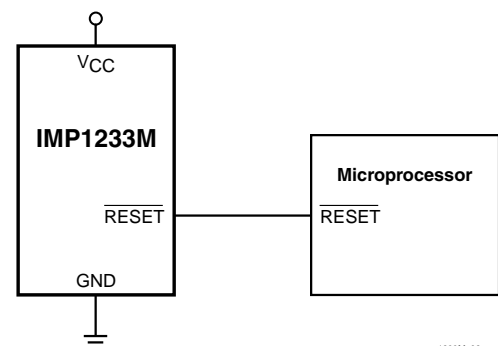 VCC
IMP1233M
Microprocessor
RESET RESET
GND